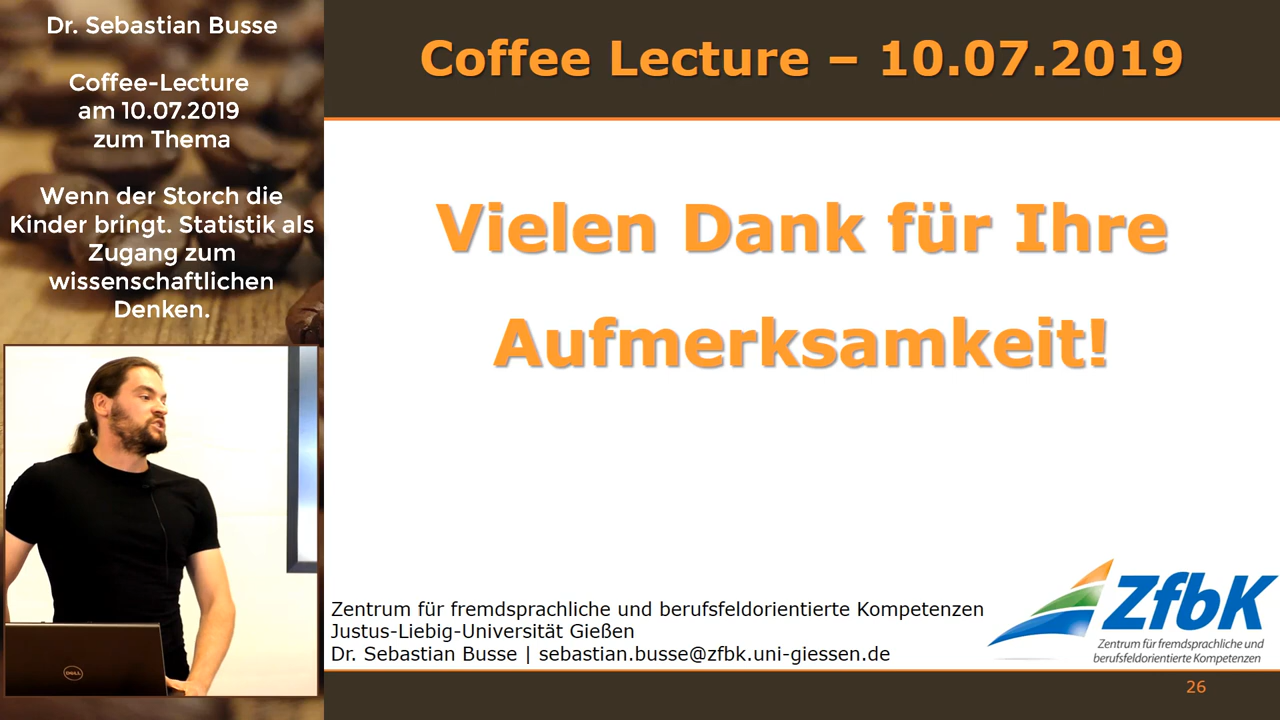 Dr. Sebastian Busse
Coffee-Lecture
am 10.07.2019
zum Thema
Wenn der Storch die
Kinder bringt. Statistik als
Zugang zum
wissenschaftlichen
Denken.
DELL
Coffee Lecture – 10.07.2019
Vielen Dank für Ihre
Aufmerksamkeit!
Zentrum für fremdsprachliche und berufsfeldorientierte Kompetenzen
Justus-Liebig-Universität Gießen
Dr. Sebastian Busse | sebastian.busse@zfbk.uni-giessen.de
ZfbK
Zentrum für fremdsprachliche und
berufsfeldorientierte Kompetenzen
26